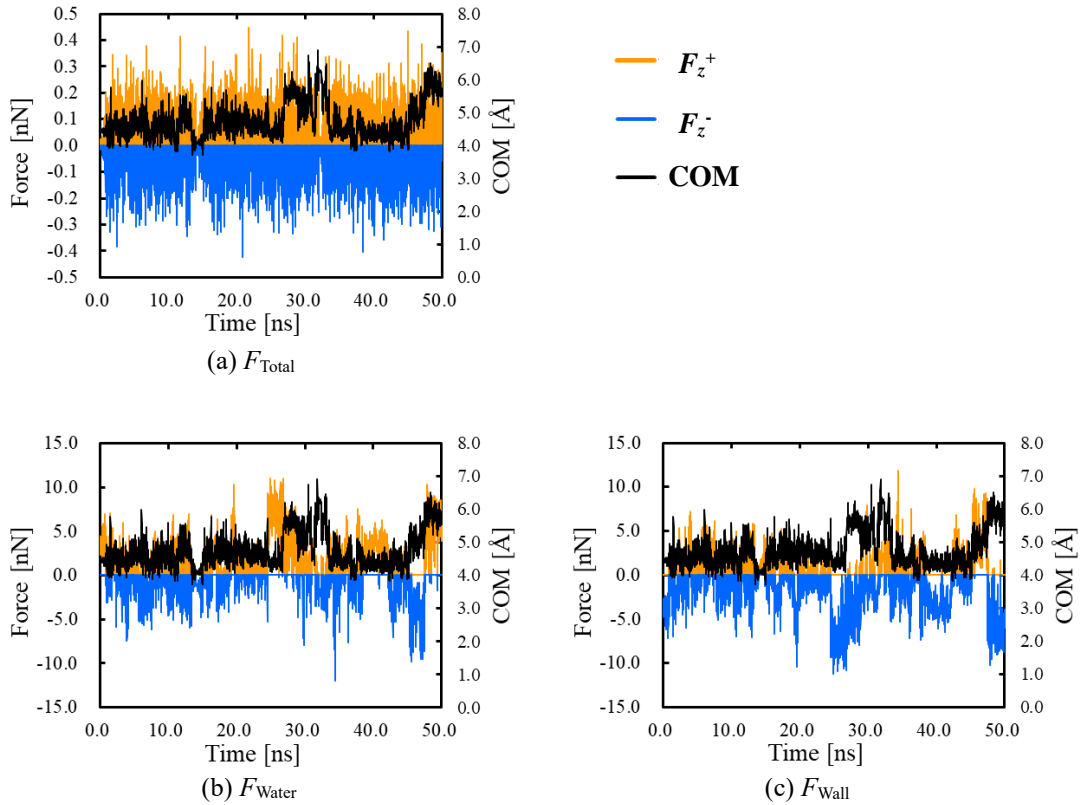 0.5
0.4
0.3
0.2
0.1
0.0
-0.1
-0.2
-0.3
-0.4
-0.5
Force [nN]
8.0
7.0
6.0
5.0
4.0
3.0
2.0
1.0
0.0
COM [Å]
0.0 10.0 20.0 30.0 40.0 50.0
Time [ns]
(a) FTotal
Fz+
Fz-
COM
15.0
10.0
5.0
0.0
-5.0
-10.0
-15.0
Force [nN]
8.0
7.0
6.0
5.0
4.0
3.0
2.0
1.0
0.0
COM [Å]
0.0 10.0 20.0 30.0 40.0 50.0
Time [ns]
(b) FWater
15.0
10.0
5.0
0.0
-5.0
-10.0
-15.0
Force [nN]
8.0
7.0
6.0
5.0
4.0
3.0
2.0
1.0
0.0
COM [Å]
0.0 10.0 20.0 30.0 40.0 50.0
Time [ns]
(c) FWall